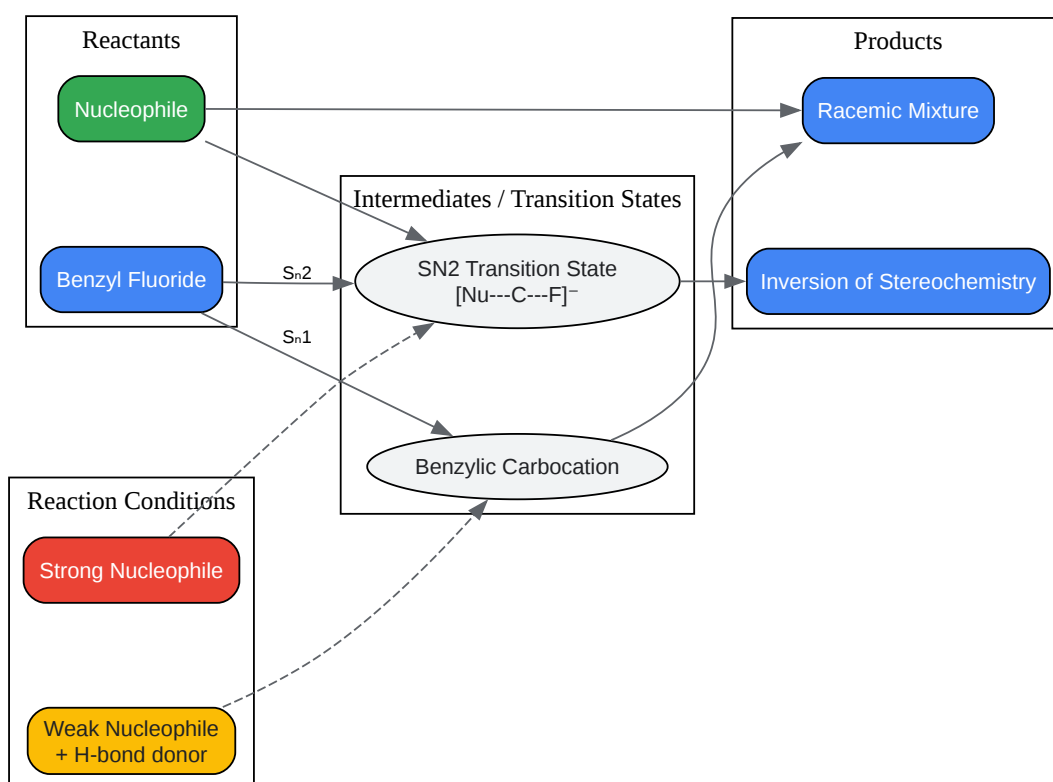 Reactants
Nucleophile
Benzyl Fluoride
Sₙ2
Sₙ1
Intermediates / Transition States
SN2 Transition State
[Nu---C---F]⁻
Benzylic Carbocation
Products
Racemic Mixture
Inversion of Stereochemistry
Reaction Conditions
Strong Nucleophile
Weak Nucleophile
+ H-bond donor